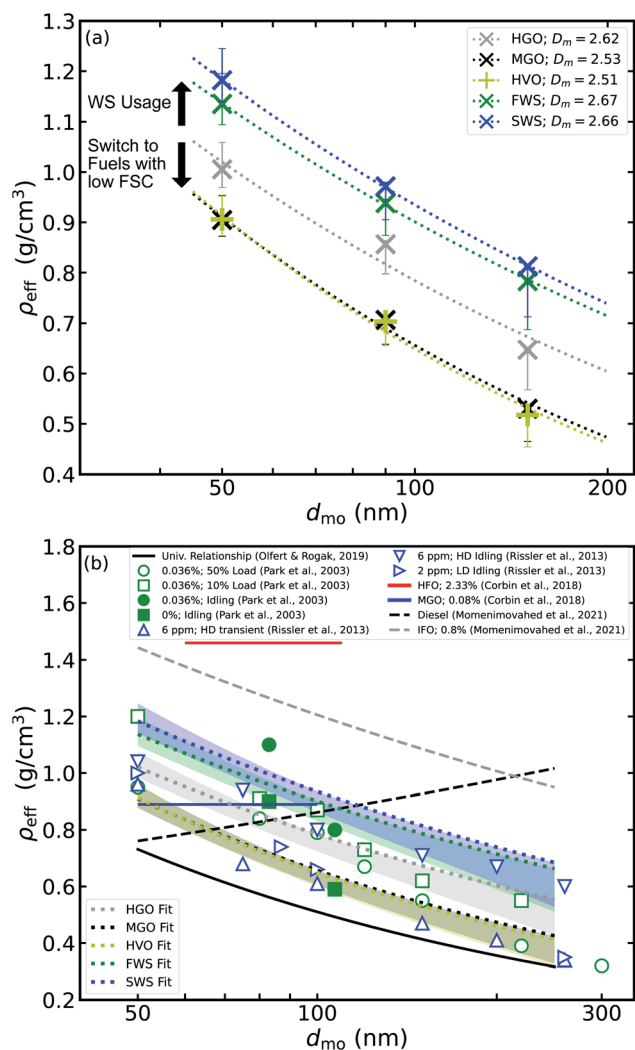 (a)
HGO; Dm = 2.62
MGO; Dm = 2.53
HVO; Dm = 2.51
FWS; Dm = 2.67
SWS; Dm = 2.66
WS Usage
Switch to
Fuels with
low FSC
1.3
1.2
1.1
1.0
0.9
0.8
0.7
0.6
0.5
0.4
ρeff (g/cm³)
50 100 200
dmo (nm)
(b)
Univ. Relationship (Olfert & Rogak, 2019)
0.036%; 50% Load (Park et al., 2003)
0.036%; 10% Load (Park et al., 2003)
0.036%; Idling (Park et al., 2003)
0%; Idling (Park et al., 2003)
6 ppm; HD transient (Rissler et al., 2013)
6 ppm; HD Idling (Rissler et al., 2013)
2 ppm; LD Idling (Rissler et al., 2013)
HFO; 2.33% (Corbin et al., 2018)
MGO; 0.08% (Corbin et al., 2018)
Diesel (Momenimovahed et al., 2021)
IFO; 0.8% (Momenimovahed et al., 2021)
1.8
1.6
1.4
1.2
1.0
0.8
0.6
0.4
0.2
ρeff (g/cm³)
HGO Fit
MGO Fit
HVO Fit
FWS Fit
SWS Fit
50 100 300
dmo (nm)